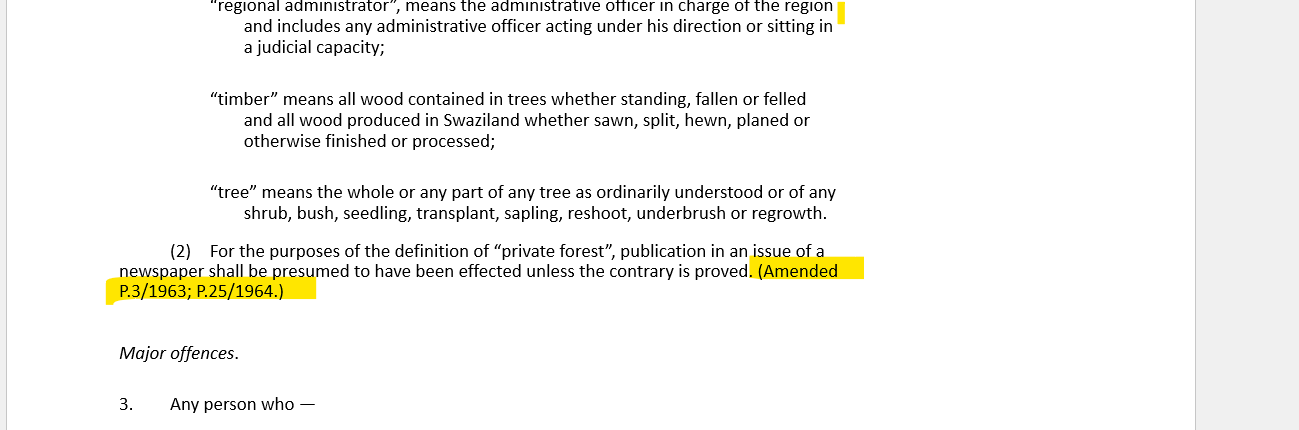 “regional administrator”, means the administrative officer in charge of the region
and includes any administrative officer acting under his direction or sitting in
a judicial capacity;
“timber” means all wood contained in trees whether standing, fallen or felled
and all wood produced in Swaziland whether sawn, split, hewn, planed or
otherwise finished or processed;
“tree” means the whole or any part of any tree as ordinarily understood or of any
shrub, bush, seedling, transplant, sapling, reshoot, underbrush or regrowth.
(2) For the purposes of the definition of “private forest”, publication in an issue of a
newspaper shall be presumed to have been effected unless the contrary is proved. (Amended
P.3/1963; P.25/1964.)
Major offences.
3. Any person who —